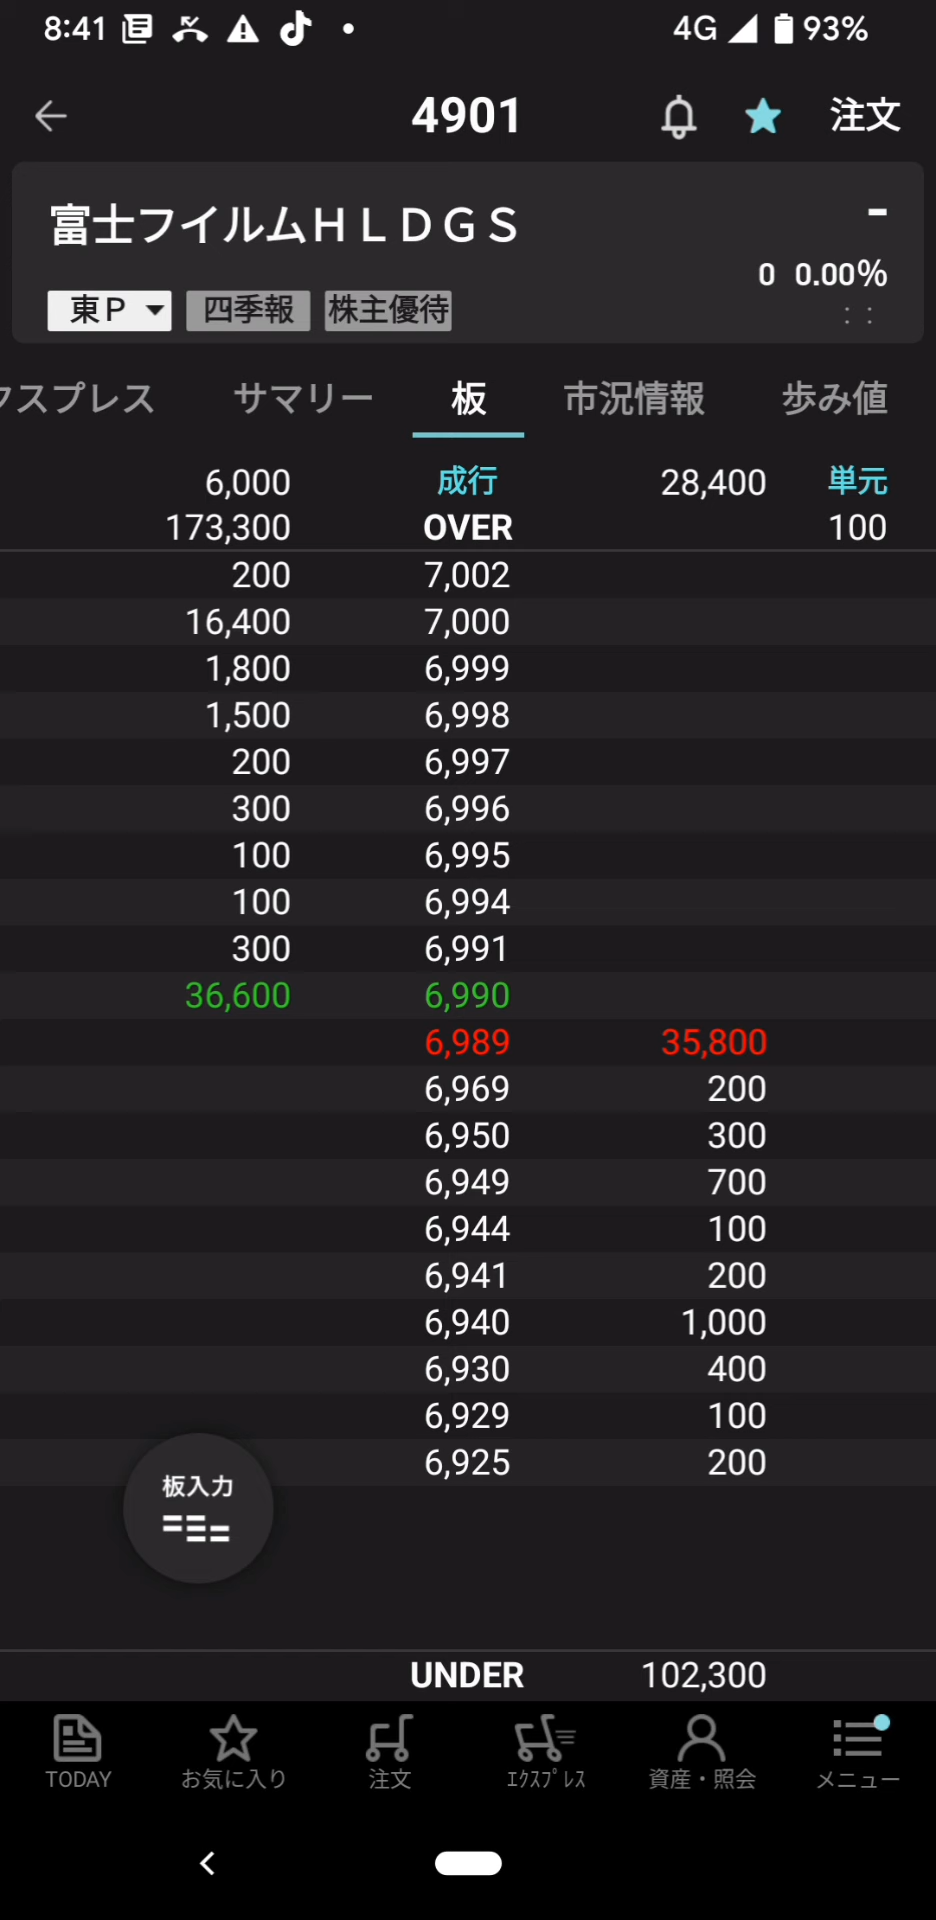 8:41 4G 93%
4901 注文
富士フイルムＨＬＤＧＳ -
0 0.00%
東Ｐ 四季報 株主優待 : :
クスプレス サマリー 板 市況情報 歩み値
6,000 成行 28,400 単元
173,300 OVER 100
200 7,002
16,400 7,000
1,800 6,999
1,500 6,998
200 6,997
300 6,996
100 6,995
100 6,994
300 6,991
36,600 6,990
6,989 35,800
6,969 200
6,950 300
6,949 700
6,944 100
6,941 200
6,940 1,000
6,930 400
6,929 100
6,925 200
板入力
UNDER 102,300
TODAY お気に入り 注文 ｴｸｽﾌﾟﾚｽ 資産・照会 メニュー